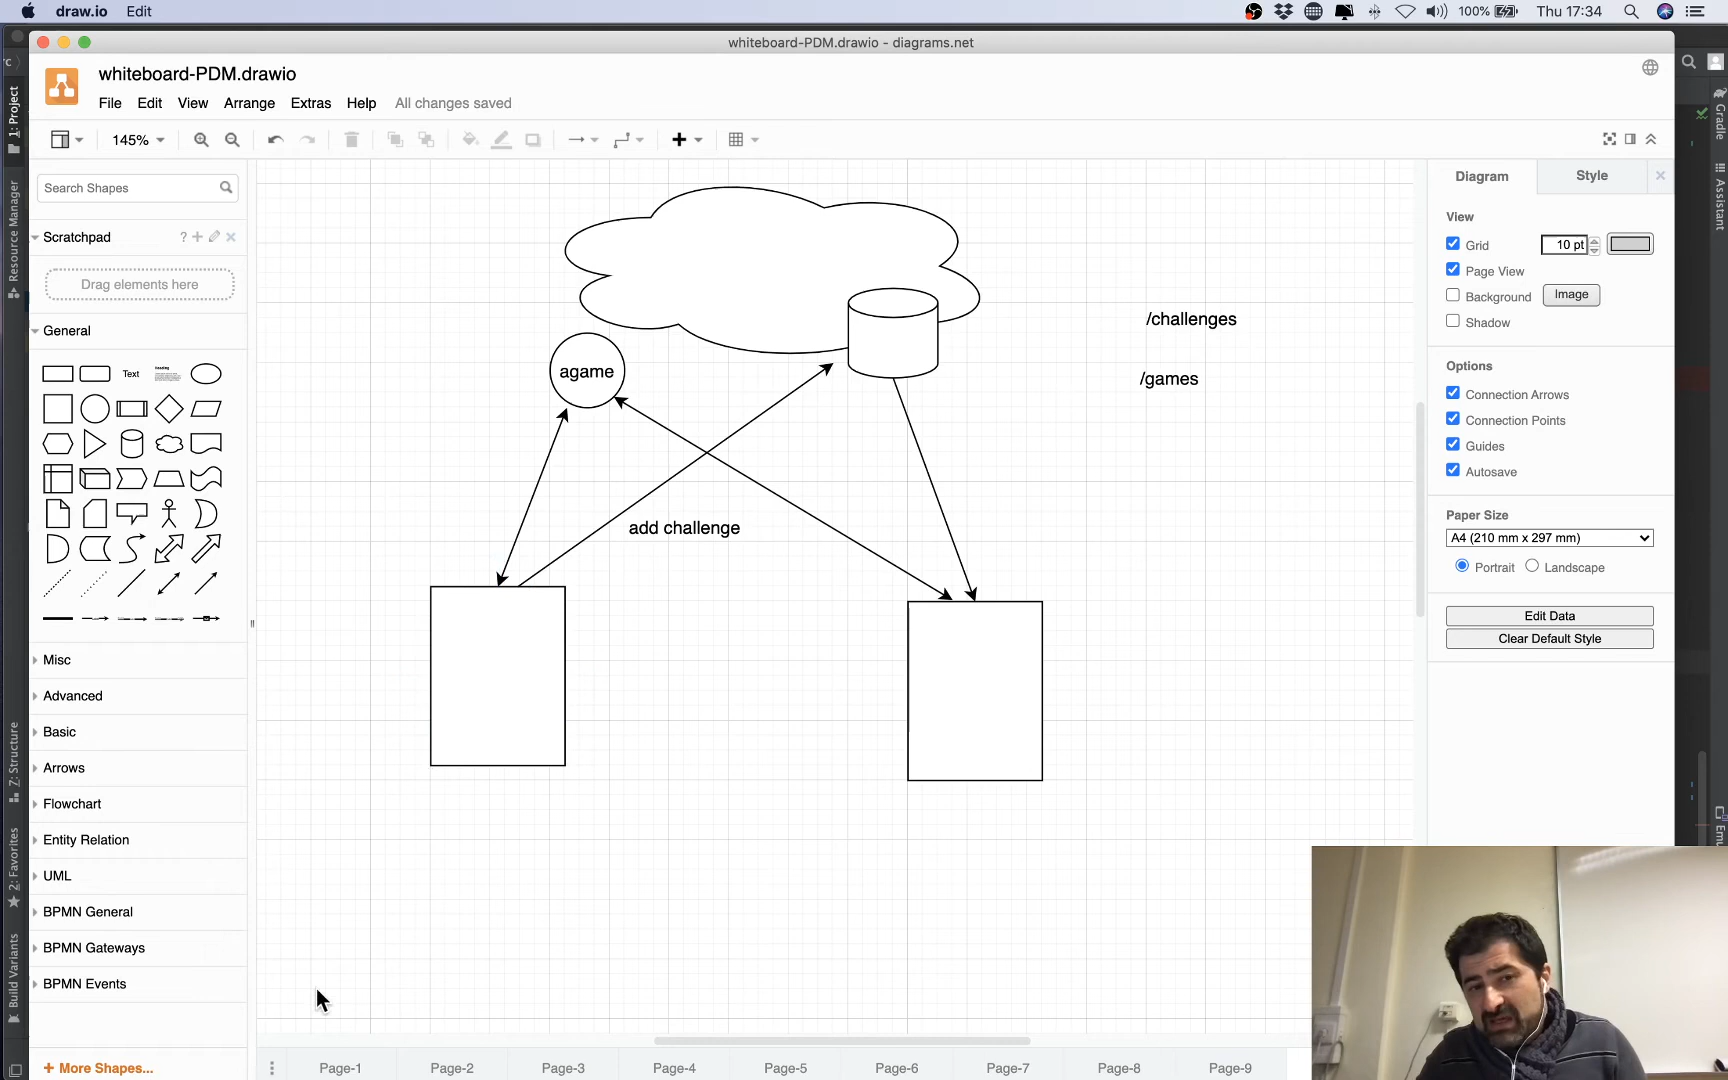 draw.io Edit
100% Thu 17:34
whiteboard-PDM.drawio - diagrams.net
whiteboard-PDM.drawio
File Edit View Arrange Extras Help All changes saved
145%
Search Shapes
Scratchpad ?
Drag elements here
General
Text
Heading
Misc
Advanced
Basic
Arrows
Flowchart
Entity Relation
UML
BPMN General
BPMN Gateways
BPMN Events
+ More Shapes...
agame
add challenge
/challenges
/games
Page-1 Page-2 Page-3 Page-4 Page-5 Page-6 Page-7 Page-8 Page-9
Diagram Style
View
Grid 10 pt
Page View
Background Image
Shadow
Options
Connection Arrows
Connection Points
Guides
Autosave
Paper Size
A4 (210 mm x 297 mm)
Portrait Landscape
Edit Data
Clear Default Style
1: Project
Resource Manager
Z: Structure
2: Favorites
Build Variants
Gradle
Assistant